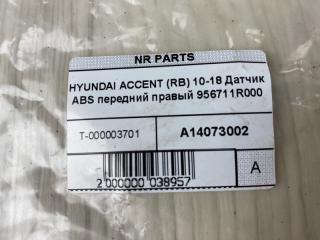 NR PARTS
HYUNDAI ACCENT (RB) 10-18 Датчик
ABS передний правый 956711R000
T-000003701
A14073002
2 000000 038957
A